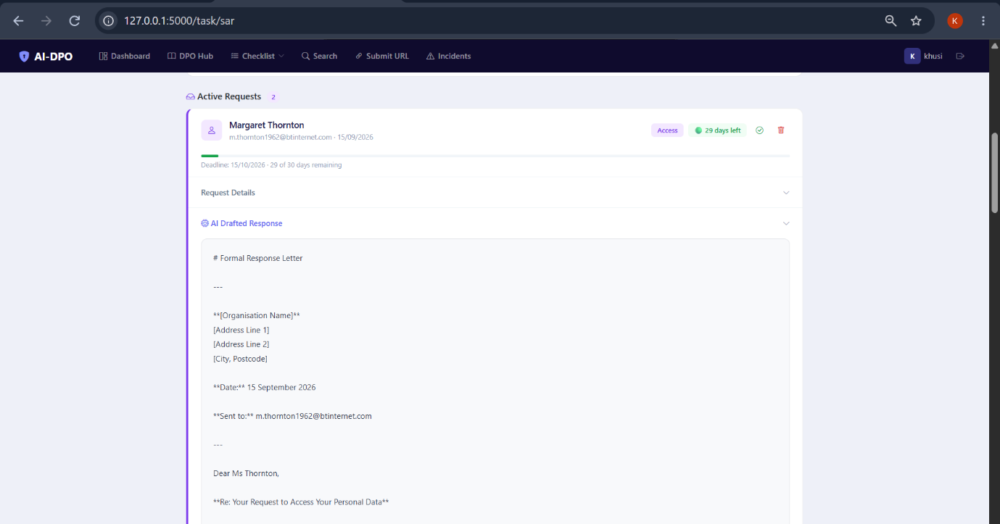 127.0.0.1:5000/task/sar
K
AI-DPO
Dashboard
DPO Hub
Checklist
Search
Submit URL
Incidents
K khusi
Active Requests 2
Margaret Thornton
m.thornton1962@btinternet.com · 15/09/2026
Access
29 days left
Deadline: 15/10/2026 · 29 of 30 days remaining
Request Details
AI Drafted Response
# Formal Response Letter
---
**[Organisation Name]**
[Address Line 1]
[Address Line 2]
[City, Postcode]
**Date:** 15 September 2026
**Sent to:** m.thornton1962@btinternet.com
---
Dear Ms Thornton,
**Re: Your Request to Access Your Personal Data**